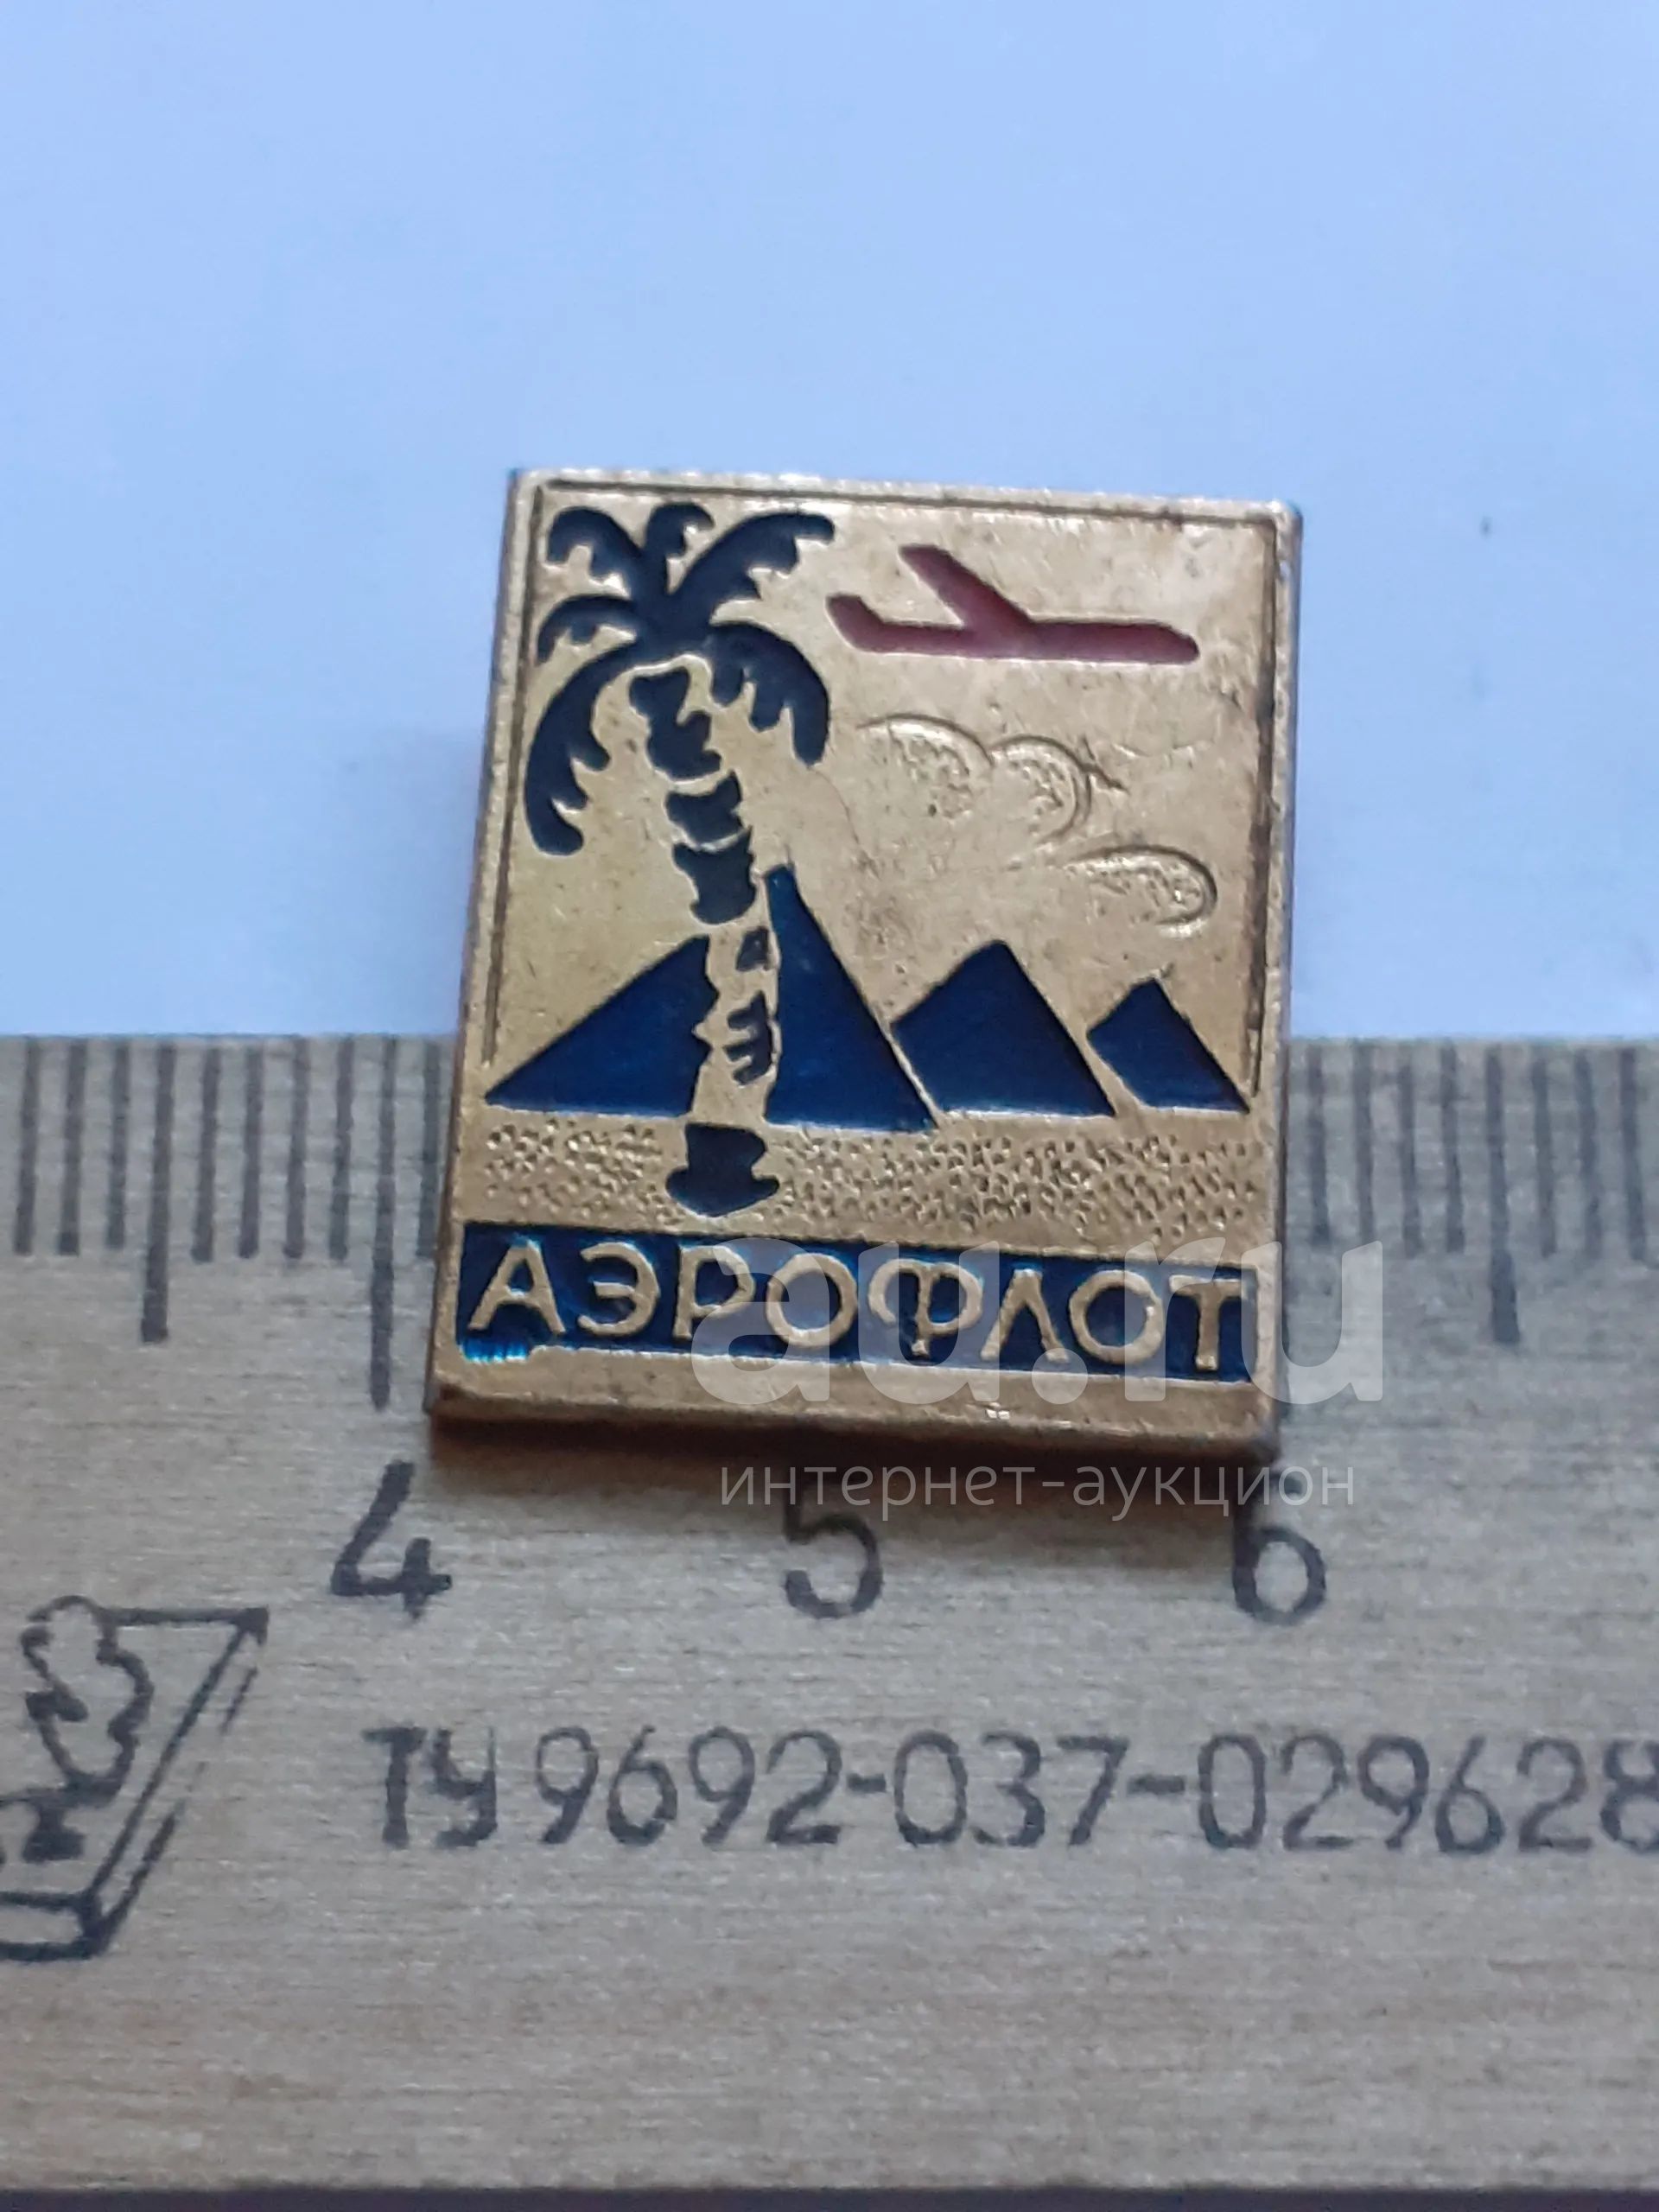 АЭРОФЛОТ
au.ru
интернет-аукцион
4 5 6
ТУ 9692-037-029628